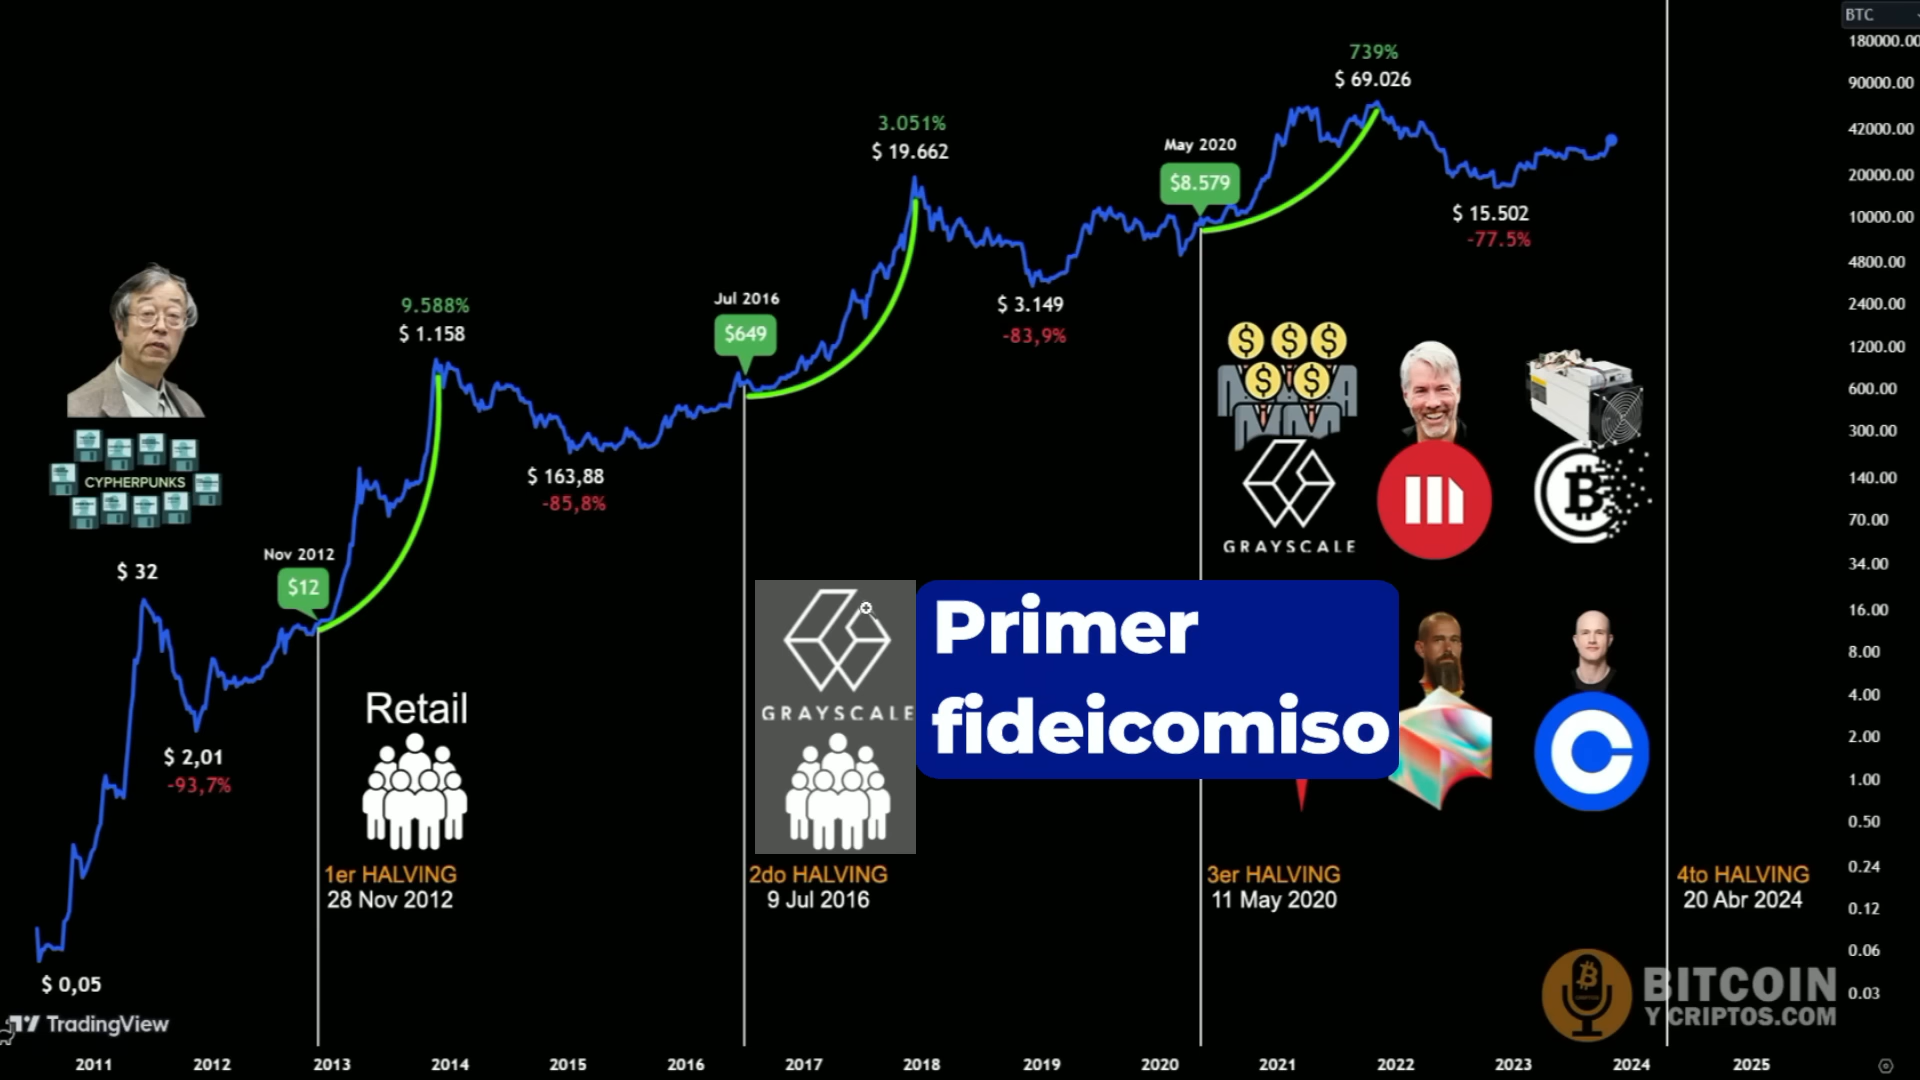 BTC
180000.00
90000.00
42000.00
20000.00
10000.00
4800.00
2400.00
1200.00
600.00
300.00
140.00
70.00
34.00
16.00
8.00
4.00
2.00
1.00
0.50
0.24
0.12
0.06
0.03
739%
$ 69.026
3.051%
$ 19.662
May 2020
$8.579
$ 15.502
-77.5%
Jul 2016
$649
$ 3.149
-83,9%
9.588%
$ 1.158
$ 163,88
-85,8%
CYPHERPUNKS
$ 32
Nov 2012
$12
$ 2,01
-93,7%
$ 0,05
GRAYSCALE
Retail
GRAYSCALE
Primer
fideicomiso
1er HALVING
28 Nov 2012
2do HALVING
9 Jul 2016
3er HALVING
11 May 2020
4to HALVING
20 Abr 2024
BITCOIN
Y CRIPTOS.COM
TradingView
2011 2012 2013 2014 2015 2016 2017 2018 2019 2020 2021 2022 2023 2024 2025